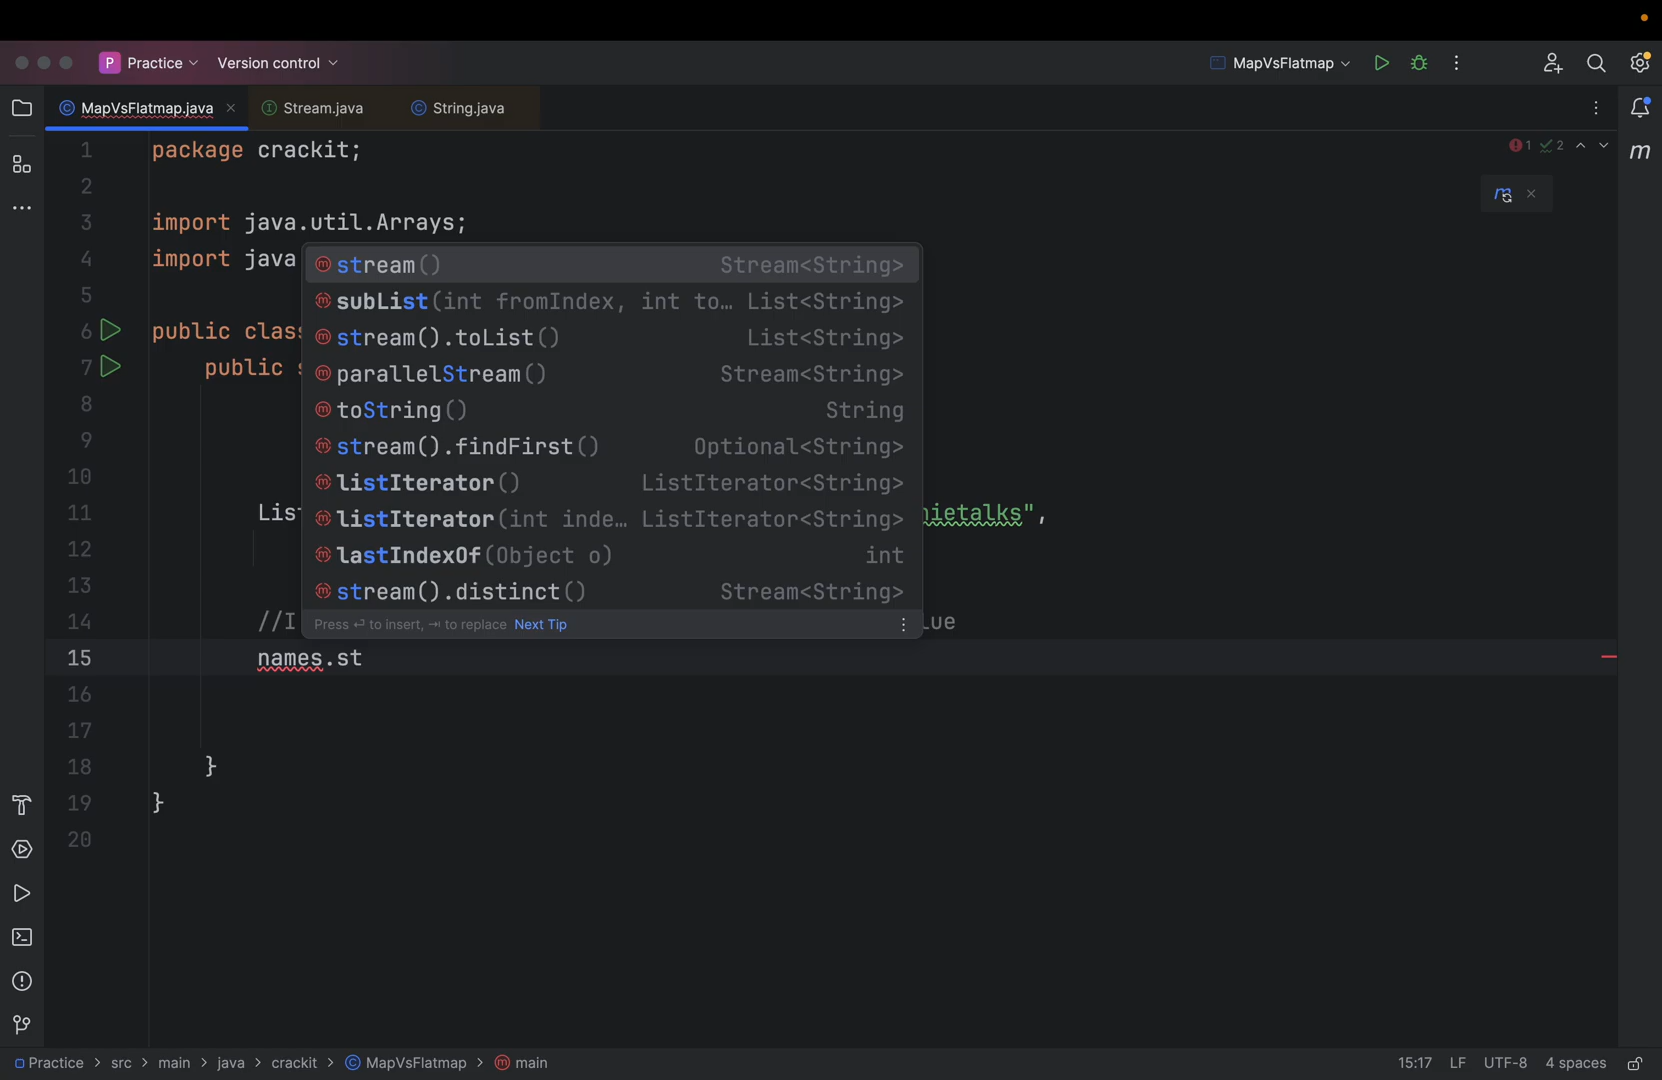 P Practice Version control MapVsFlatmap
MapVsFlatmap.java Stream.java String.java
1 package crackit;
1 2
2
3 import java.util.Arrays;
4 import java
5
6 public clas
7 public
8
9
10
11 Lis
nietalks",
12
13
14 //I
lue
15 names.st
16
17
18 }
19 }
20
stream() Stream<String>
subList(int fromIndex, int to… List<String>
stream().toList() List<String>
parallelStream() Stream<String>
toString() String
stream().findFirst() Optional<String>
listIterator() ListIterator<String>
listIterator(int inde… ListIterator<String>
lastIndexOf(Object o) int
stream().distinct() Stream<String>
Press ↵ to insert, ⇥ to replace Next Tip
Practice > src > main > java > crackit > MapVsFlatmap > main
15:17 LF UTF-8 4 spaces